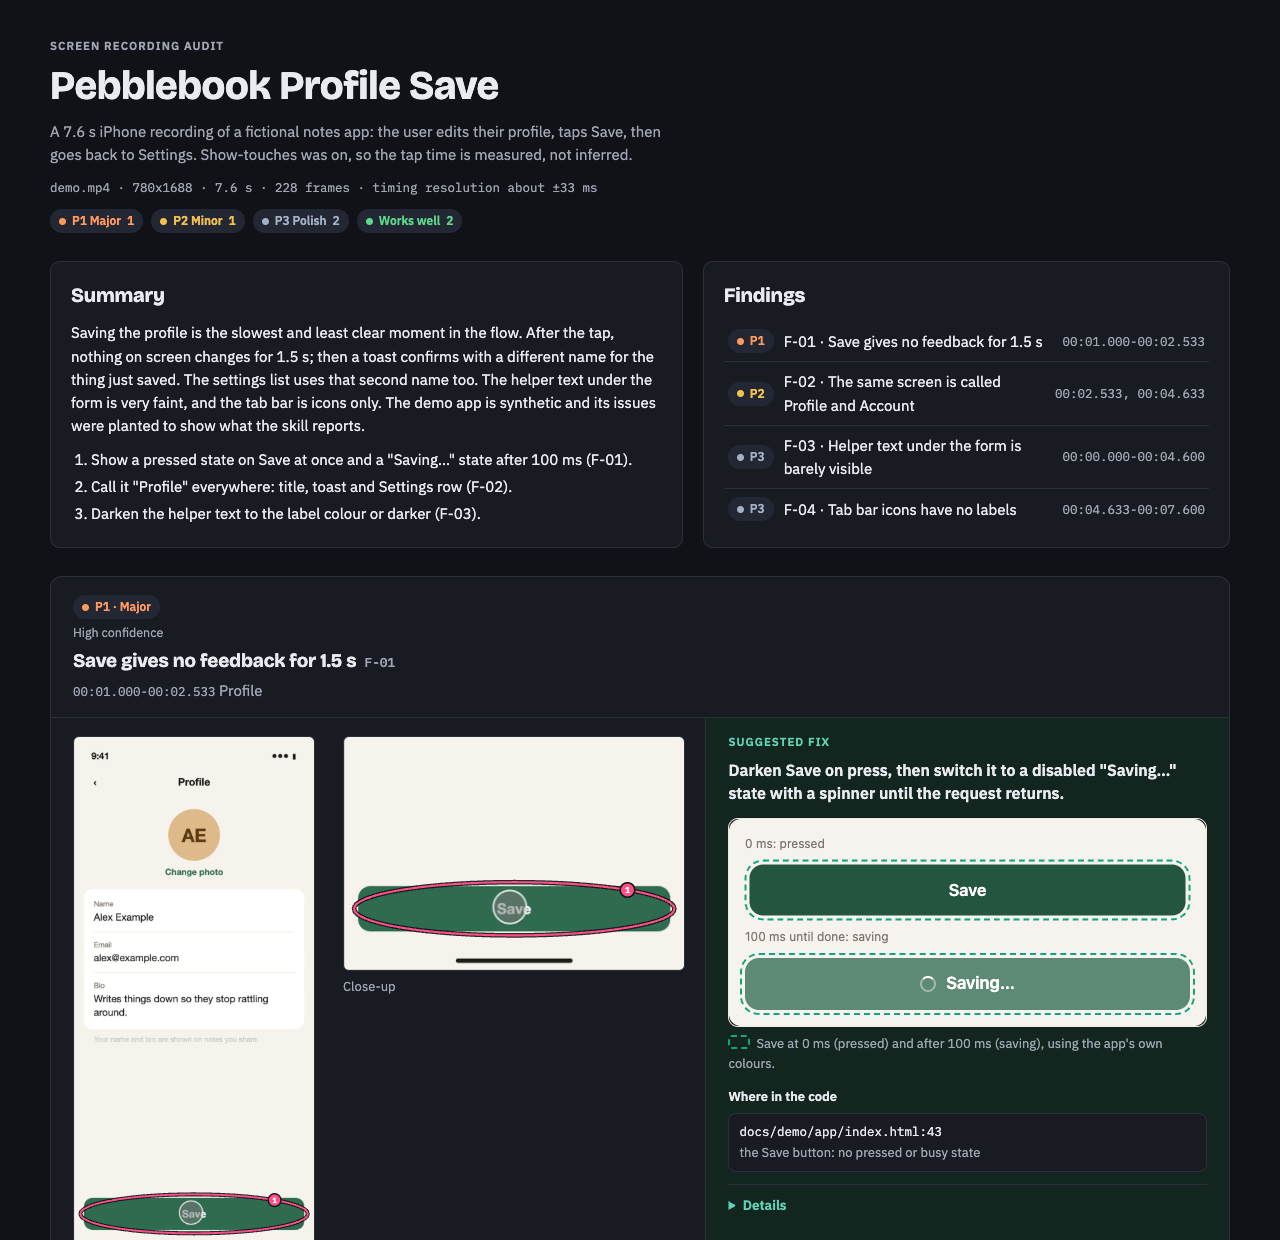 SCREEN RECORDING AUDIT
Pebblebook Profile Save
A 7.6 s iPhone recording of a fictional notes app: the user edits their profile, taps Save, then
goes back to Settings. Show-touches was on, so the tap time is measured, not inferred.
demo.mp4 · 780x1688 · 7.6 s · 228 frames · timing resolution about ±33 ms
P1 Major 1
P2 Minor 1
P3 Polish 2
Works well 2
Summary
Saving the profile is the slowest and least clear moment in the flow. After the tap,
nothing on screen changes for 1.5 s; then a toast confirms with a different name for the
thing just saved. The settings list uses that second name too. The helper text under the
form is very faint, and the tab bar is icons only. The demo app is synthetic and its issues
were planted to show what the skill reports.
1. Show a pressed state on Save at once and a "Saving…" state after 100 ms (F-01).
2. Call it "Profile" everywhere: title, toast and Settings row (F-02).
3. Darken the helper text to the label colour or darker (F-03).
Findings
P1 F-01 · Save gives no feedback for 1.5 s 00:01.000-00:02.533
P2 F-02 · The same screen is called
Profile and Account 00:02.533, 00:04.633
P3 F-03 · Helper text under the form is
barely visible 00:00.000-00:04.600
P3 F-04 · Tab bar icons have no labels 00:04.633-00:07.600
P1 · Major
High confidence
Save gives no feedback for 1.5 s F-01
00:01.000-00:02.533 Profile
9:41
Profile
AE
Change photo
Name
Alex Example
Email
alex@example.com
Bio
Writes things down so they stop rattling
around.
Your name and bio are shown on notes you share.
1
Save
1
Save
Close-up
SUGGESTED FIX
Darken Save on press, then switch it to a disabled "Saving…"
state with a spinner until the request returns.
0 ms: pressed
Save
100 ms until done: saving
Saving...
Save at 0 ms (pressed) and after 100 ms (saving), using the app's own
colours.
Where in the code
docs/demo/app/index.html:43
the Save button: no pressed or busy state
Details